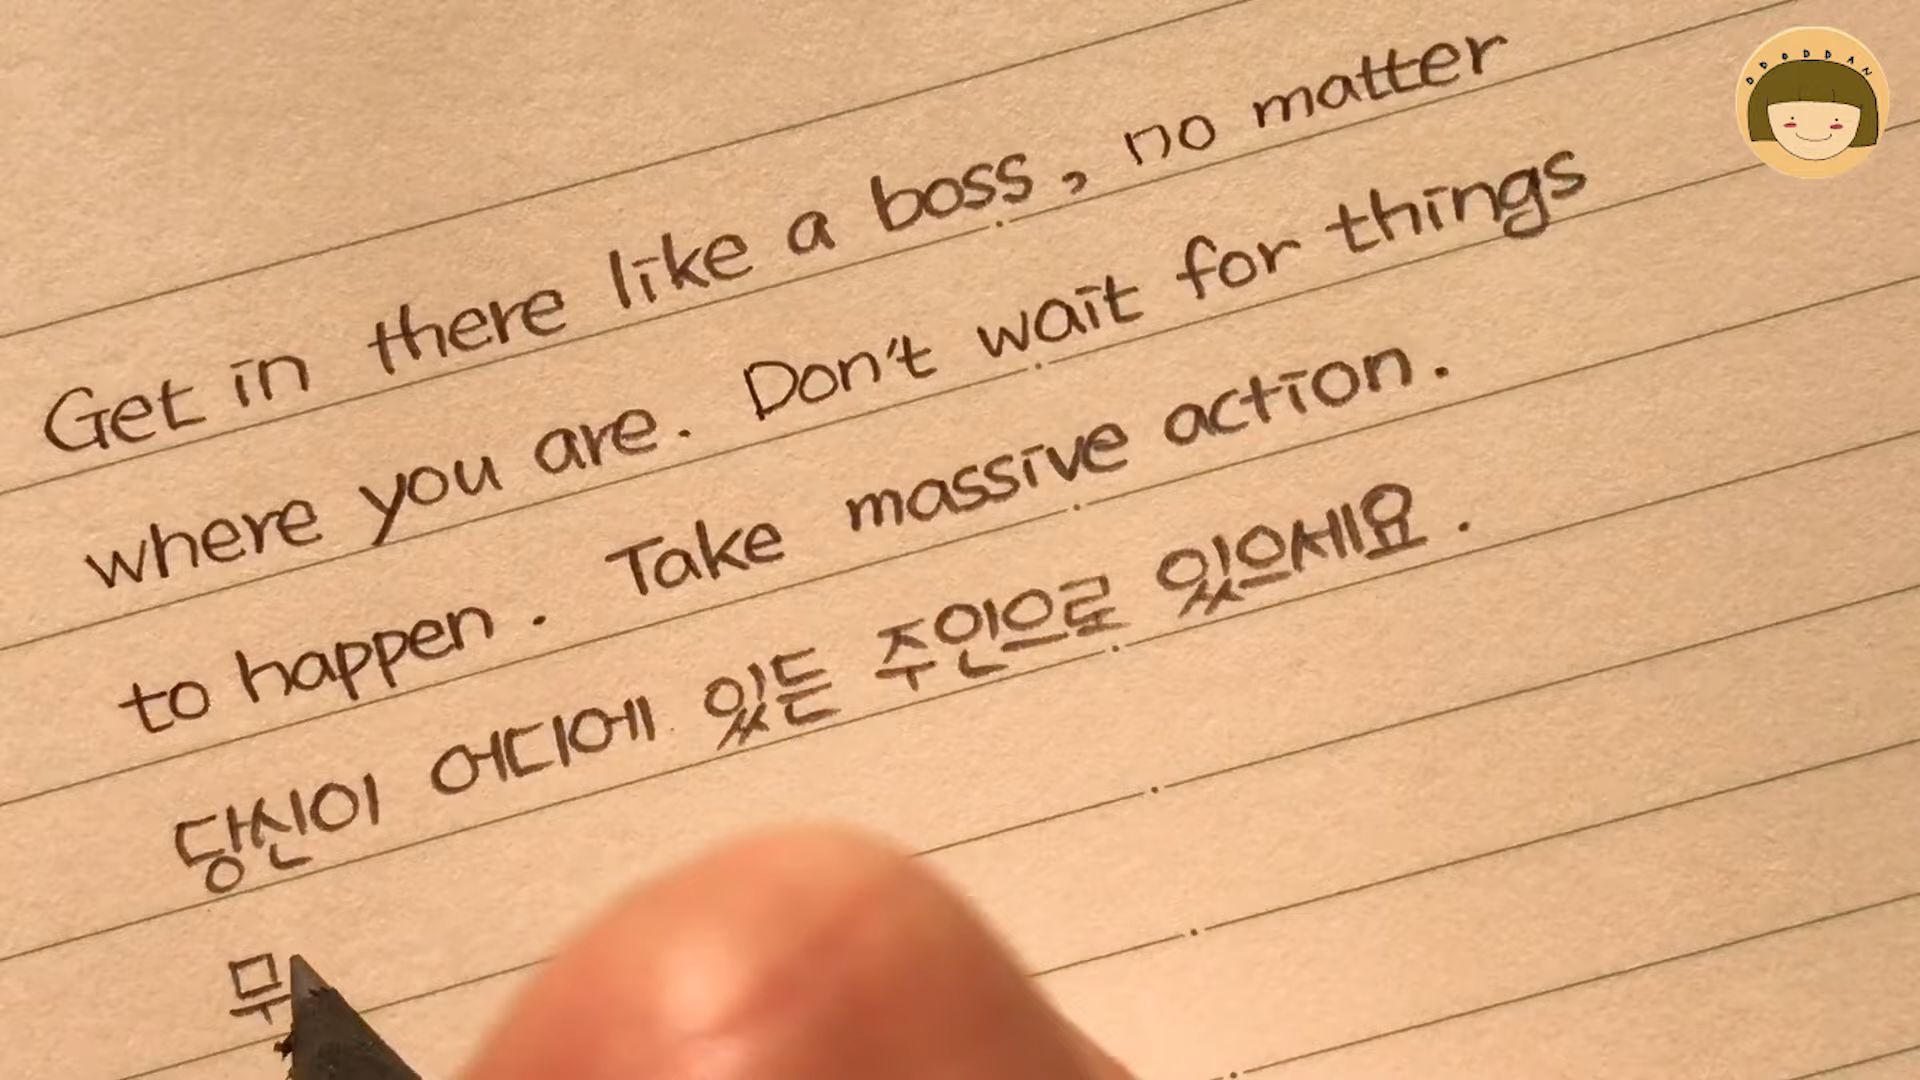 DDODDAN
Get in there like a boss, no matter
where you are. Don't wait for things
to happen. Take massive action.
당신이 어디에 있든 주인으로 있으세요.
무